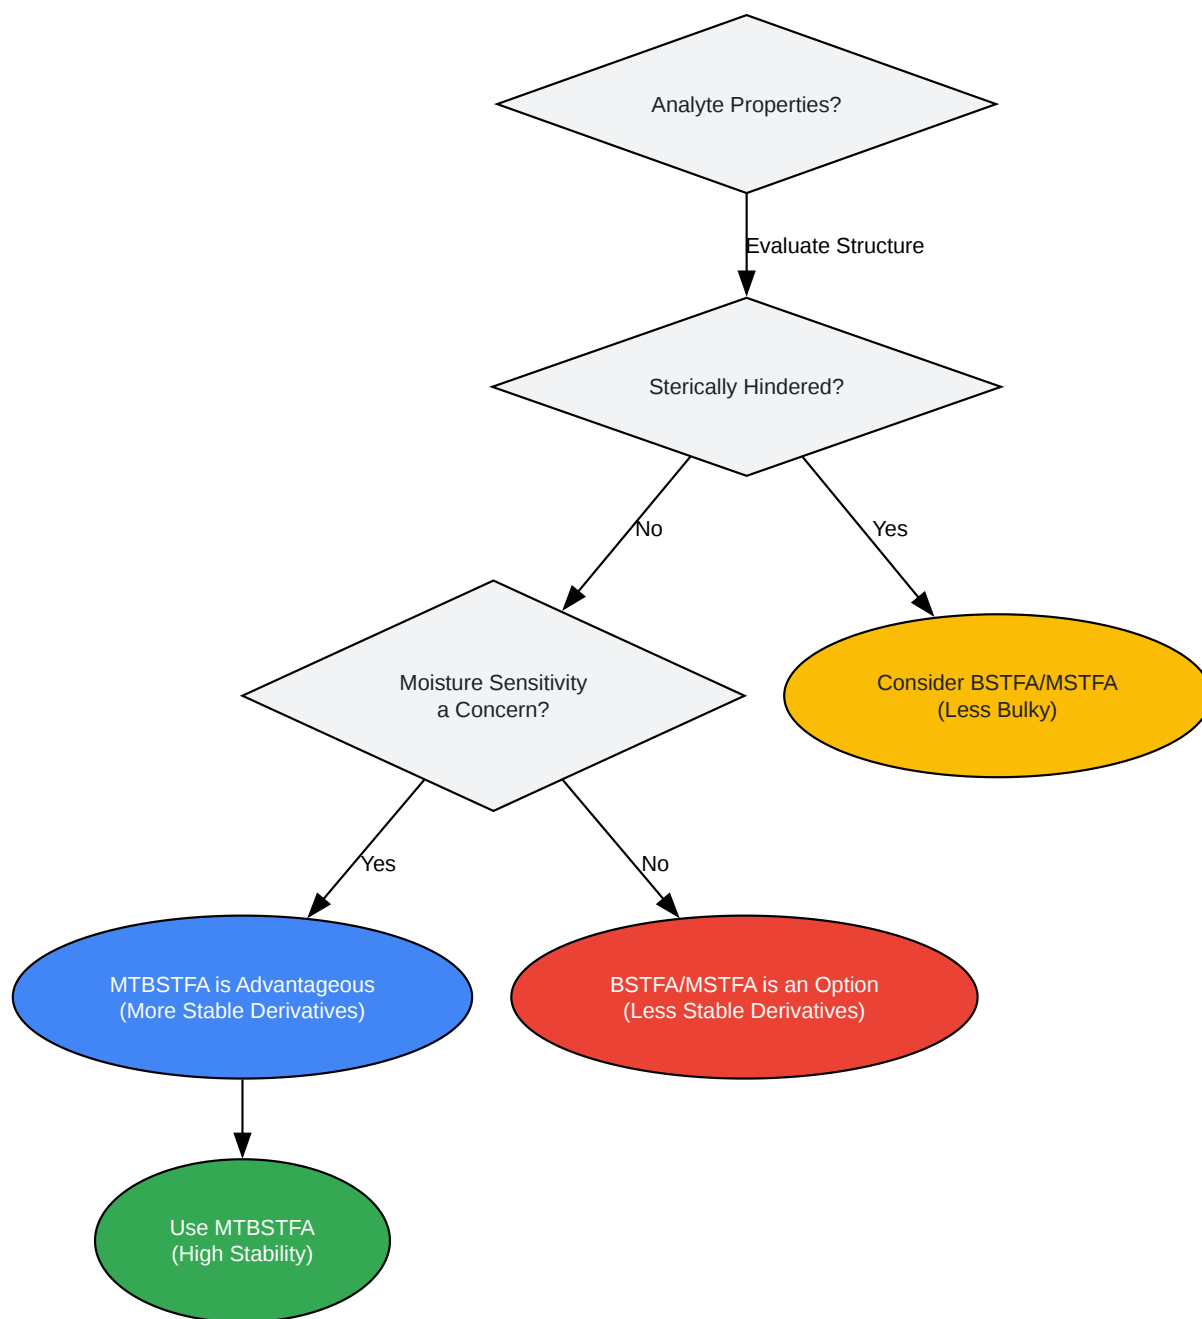 Analyte Properties?
Evaluate Structure
Sterically Hindered?
No
Yes
Moisture Sensitivity
a Concern?
Consider BSTFA/MSTFA
(Less Bulky)
Yes
No
MTBSTFA is Advantageous
(More Stable Derivatives)
BSTFA/MSTFA is an Option
(Less Stable Derivatives)
Use MTBSTFA
(High Stability)